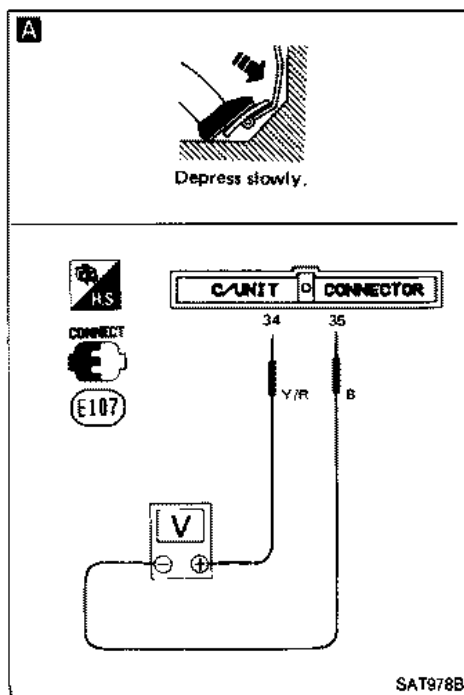 A
Depress slowly.
H.S.
CONNECT
E107
C/UNIT CONNECTOR
34 35
Y/R B
V
⊖ ⊕
SAT978B